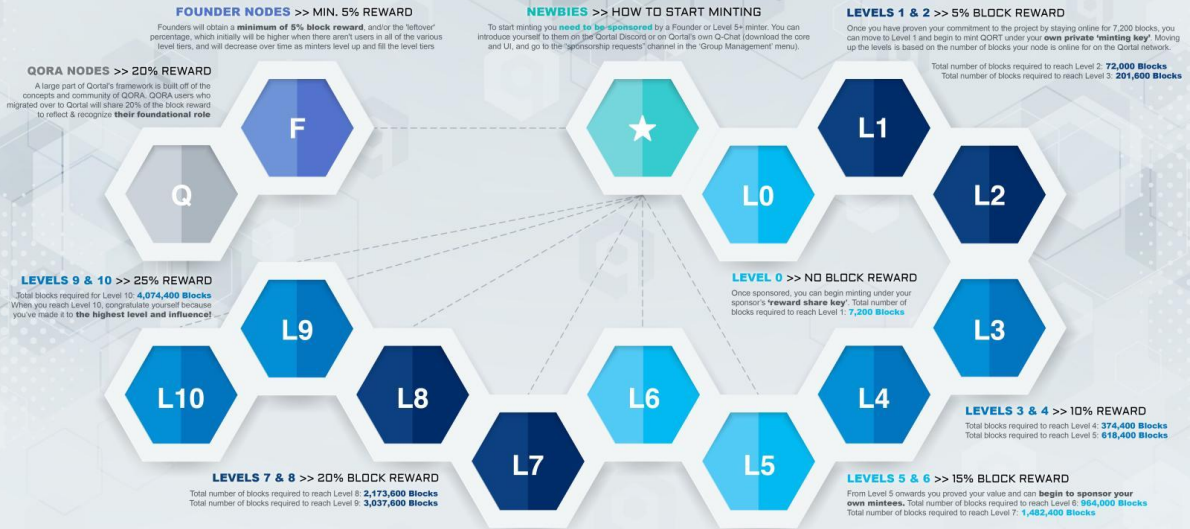 FOUNDER NODES >> MIN. 5% REWARD
Founders will obtain a minimum of 5% block reward, and/or the 'leftover'
percentage, which initially will be higher when there aren't users in all of the various
level tiers, and will decrease over time as minters level up and fill the level tiers
NEWBIES >> HOW TO START MINTING
To start minting you need to be sponsored by a Founder or Level 5+ minter. You can
introduce yourself to them on the Qortal Discord or on Qortal's own Q-Chat (download the core
and UI, and go to the "sponsorship requests" channel in the 'Group Management' menu).
LEVELS 1 & 2 >> 5% BLOCK REWARD
Once you have proven your commitment to the project by staying online for 7,200 blocks, you
can move to Level 1 and begin to mint QORT under your own private 'minting key'. Moving
up the levels is based on the number of blocks your node is online for on the Qortal network.
Total number of blocks required to reach Level 2: 72,000 Blocks
Total number of blocks required to reach Level 3: 201,600 Blocks
QORA NODES >> 20% REWARD
A large part of Qortal's framework is built off of the
concepts and community of QORA. QORA users who
migrated over to Qortal will share 20% of the block reward
to reflect & recognize their foundational role
F
★
L1
Q
L0
L2
LEVELS 9 & 10 >> 25% REWARD
Total blocks required for Level 10: 4,074,400 Blocks
When you reach Level 10, congratulate yourself because
you've made it to the highest level and influence!
LEVEL 0 >> NO BLOCK REWARD
Once sponsored, you can begin minting under your
sponsor's 'reward share key'. Total number of
blocks required to reach Level 1: 7,200 Blocks
L9
L3
L10
L8
L6
L4
L7
L5
LEVELS 3 & 4 >> 10% REWARD
Total blocks required to reach Level 4: 374,400 Blocks
Total blocks required to reach Level 5: 618,400 Blocks
LEVELS 7 & 8 >> 20% BLOCK REWARD
Total number of blocks required to reach Level 8: 2,173,600 Blocks
Total number of blocks required to reach Level 9: 3,037,600 Blocks
LEVELS 5 & 6 >> 15% BLOCK REWARD
From Level 5 onwards you proved your value and can begin to sponsor your
own mintees. Total number of blocks required to reach Level 6: 964,000 Blocks
Total number of blocks required to reach Level 7: 1,482,400 Blocks